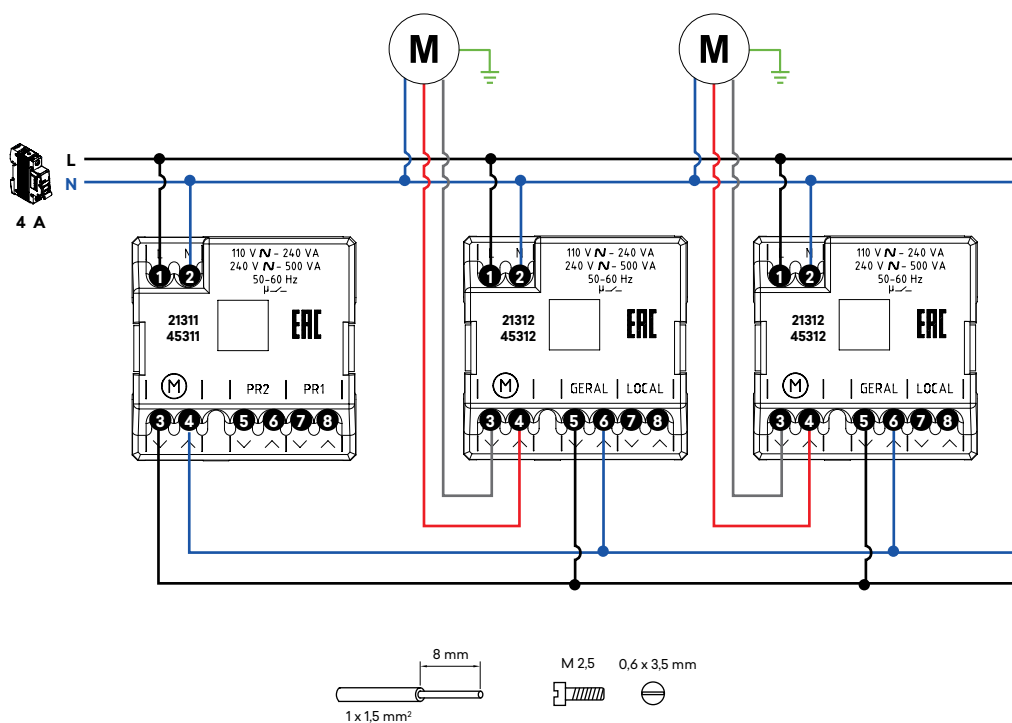 M M
L
N
4 A
L N 110 V ~ - 240 VA
240 V ~ - 500 VA
50-60 Hz
µ
1 2
21311
45311
EAC
M PR2 PR1
3 4 5 6 7 8
N 110 V ~ - 240 VA
240 V ~ - 500 VA
50-60 Hz
µ
1 2
21312
45312
EAC
M GERAL LOCAL
3 4 5 6 7 8
N 110 V ~ - 240 VA
240 V ~ - 500 VA
50-60 Hz
µ
1 2
21312
45312
EAC
M GERAL LOCAL
3 4 5 6 7 8
8 mm
1 x 1,5 mm²
M 2,5
0,6 x 3,5 mm